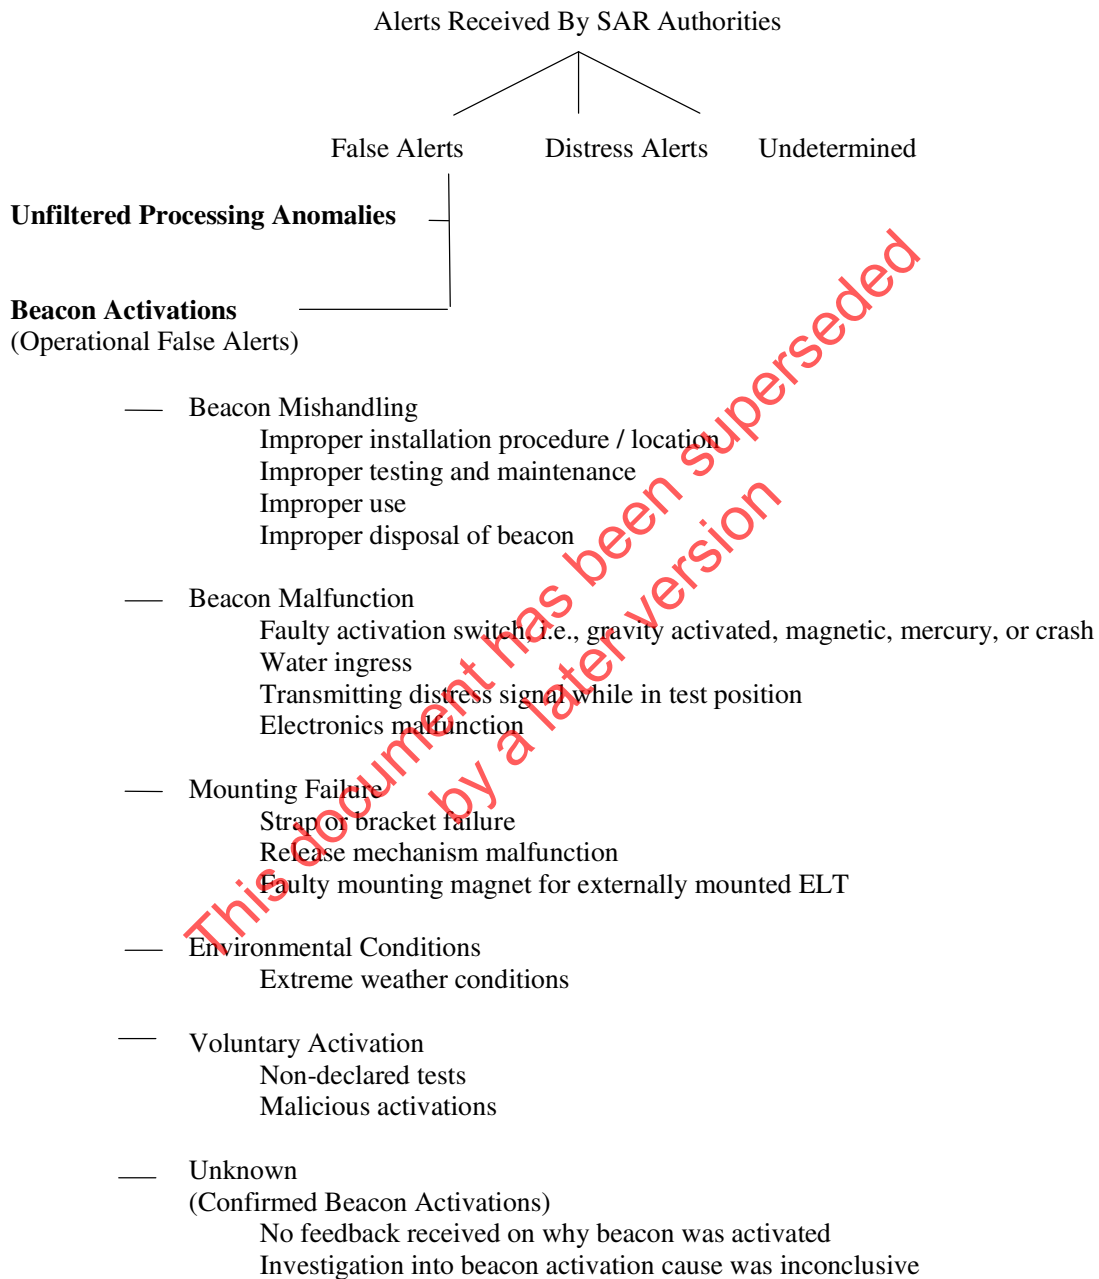 Alerts Received By SAR Authorities
False Alerts Distress Alerts Undetermined
Unfiltered Processing Anomalies
Beacon Activations
(Operational False Alerts)
Beacon Mishandling
Improper installation procedure / location
Improper testing and maintenance
Improper use
Improper disposal of beacon
Beacon Malfunction
Faulty activation switch, i.e., gravity activated, magnetic, mercury, or crash
Water ingress
Transmitting distress signal while in test position
Electronics malfunction
Mounting Failure
Strap or bracket failure
Release mechanism malfunction
Faulty mounting magnet for externally mounted ELT
Environmental Conditions
Extreme weather conditions
Voluntary Activation
Non-declared tests
Malicious activations
Unknown
(Confirmed Beacon Activations)
No feedback received on why beacon was activated
Investigation into beacon activation cause was inconclusive
This document has been superseded
by a later version